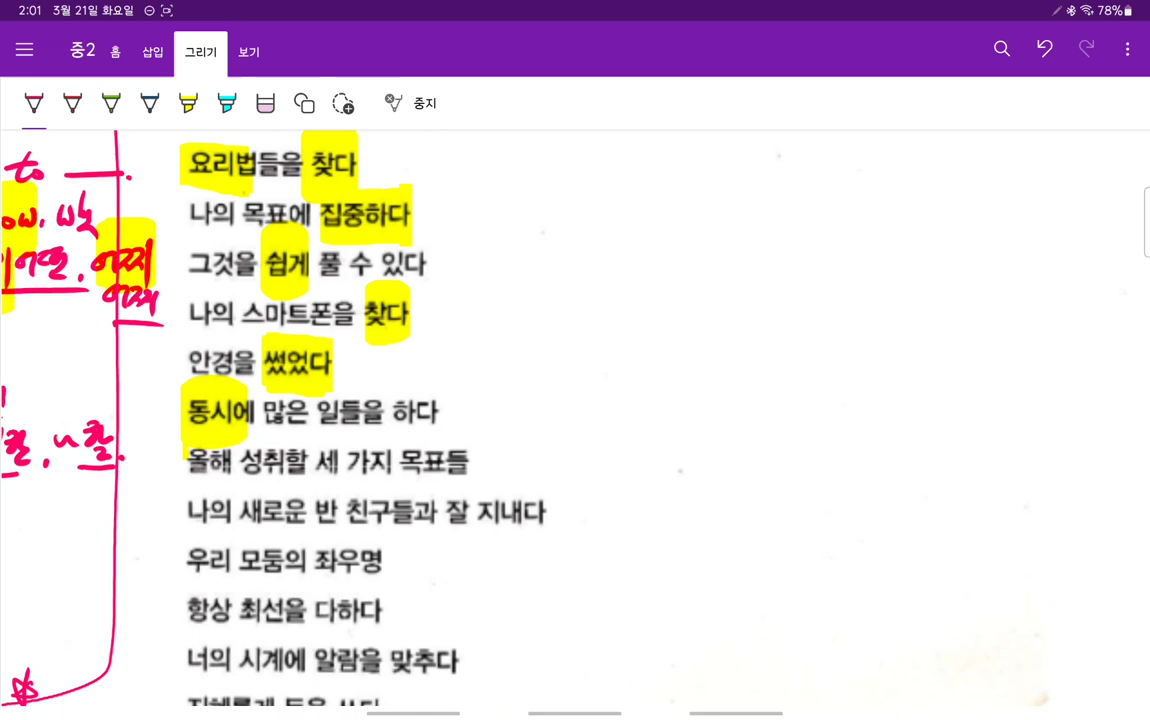 2:01 3월 21일 화요일 78%
중2 홈 삽입 그리기 보기
중지
to
요리법들을 찾다
나의 목표에 집중하다
그것을 쉽게 풀 수 있다
어찌
나의 스마트폰을 찾다
안경을 썼었다
동시에 많은 일들을 하다
올해 성취할 세 가지 목표들
나의 새로운 반 친구들과 잘 지내다
우리 모둠의 좌우명
항상 최선을 다하다
너의 시계에 알람을 맞추다